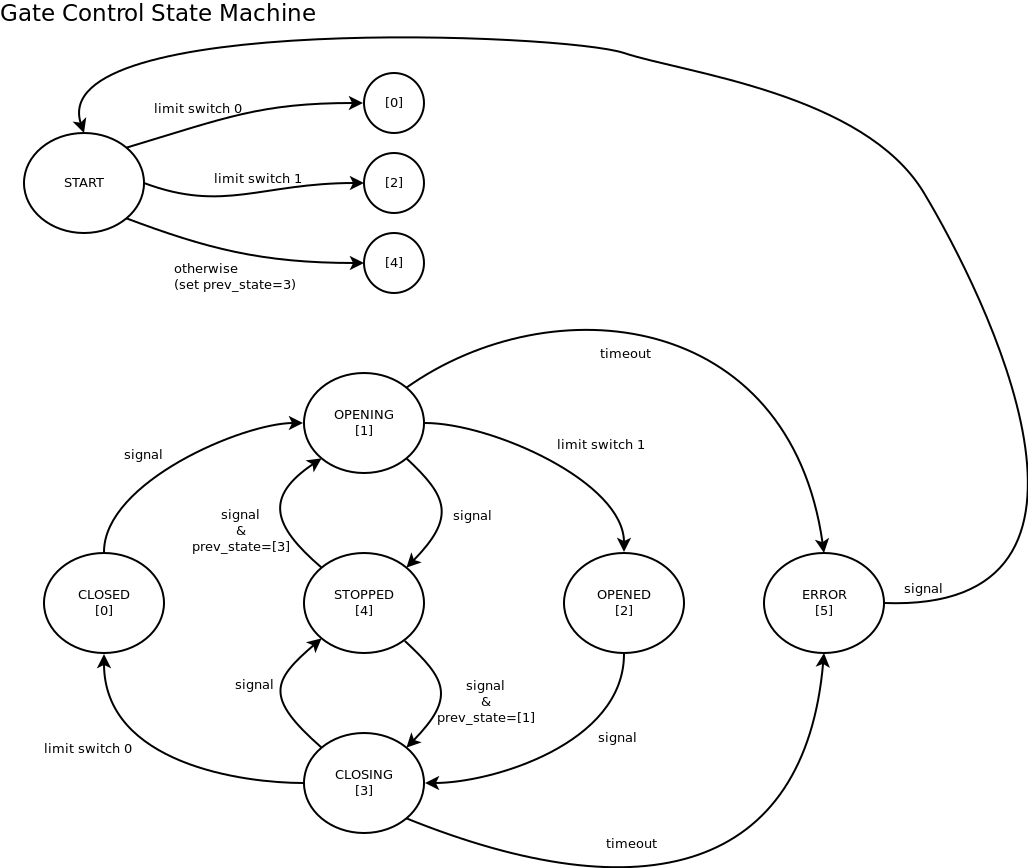 Gate Control State Machine
limit switch 0
[0]
START
limit switch 1
[2]
otherwise
(set prev_state=3)
[4]
timeout
OPENING
[1]
limit switch 1
signal
signal
&
prev_state=[3]
signal
CLOSED
[0]
STOPPED
[4]
OPENED
[2]
ERROR
[5]
signal
signal
signal
&
prev_state=[1]
signal
limit switch 0
CLOSING
[3]
timeout